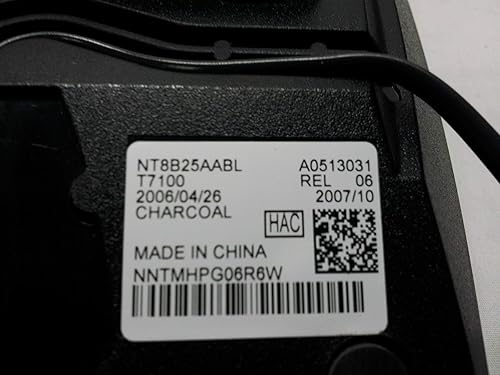 NT8B25AABL A0513031
T7100 REL 06
2006/04/26 2007/10
CHARCOAL HAC
MADE IN CHINA
NNTMHPG06R6W